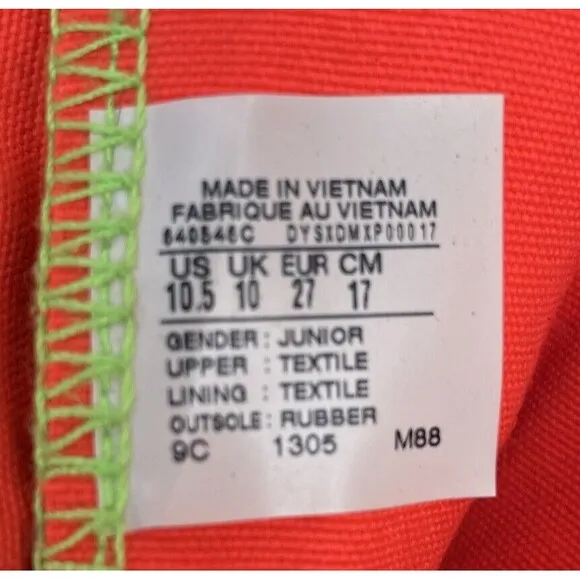 MADE IN VIETNAM
FABRIQUE AU VIETNAM
640546C DYSXDMXP00017
US UK EUR CM
10.5 10 27 17
GENDER : JUNIOR
UPPER : TEXTILE
LINING : TEXTILE
OUTSOLE : RUBBER
9C 1305 M88